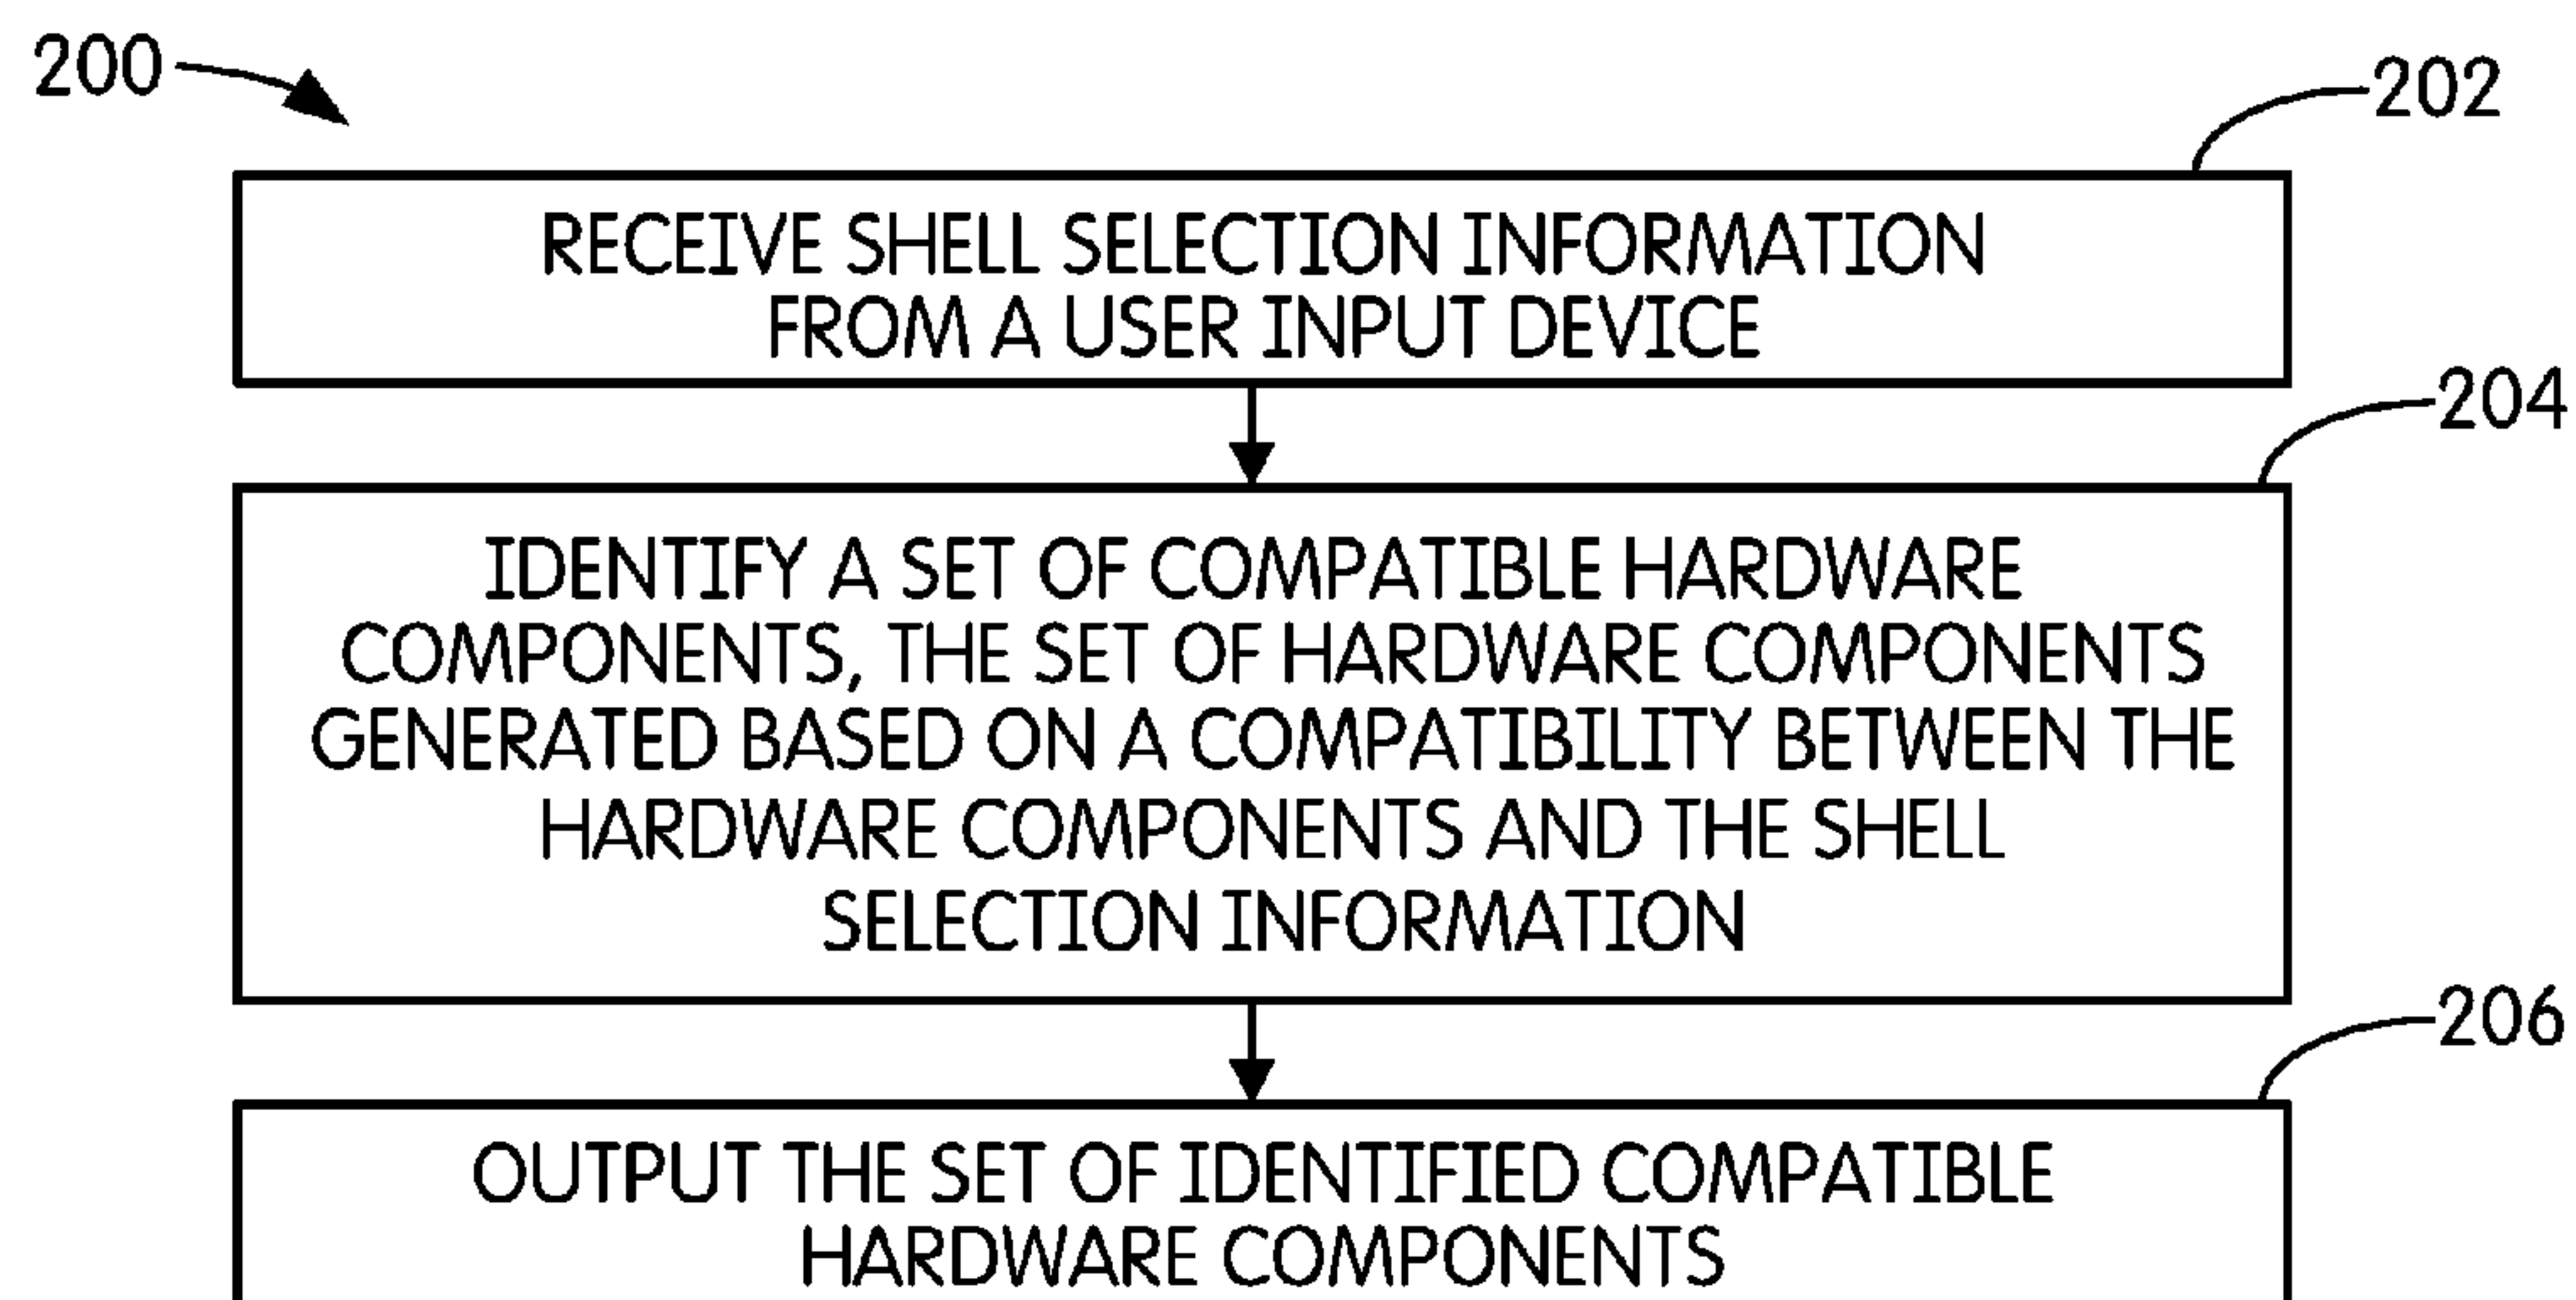 200
202
RECEIVE SHELL SELECTION INFORMATION
FROM A USER INPUT DEVICE
204
IDENTIFY A SET OF COMPATIBLE HARDWARE
COMPONENTS, THE SET OF HARDWARE COMPONENTS
GENERATED BASED ON A COMPATIBILITY BETWEEN THE
HARDWARE COMPONENTS AND THE SHELL
SELECTION INFORMATION
206
OUTPUT THE SET OF IDENTIFIED COMPATIBLE
HARDWARE COMPONENTS